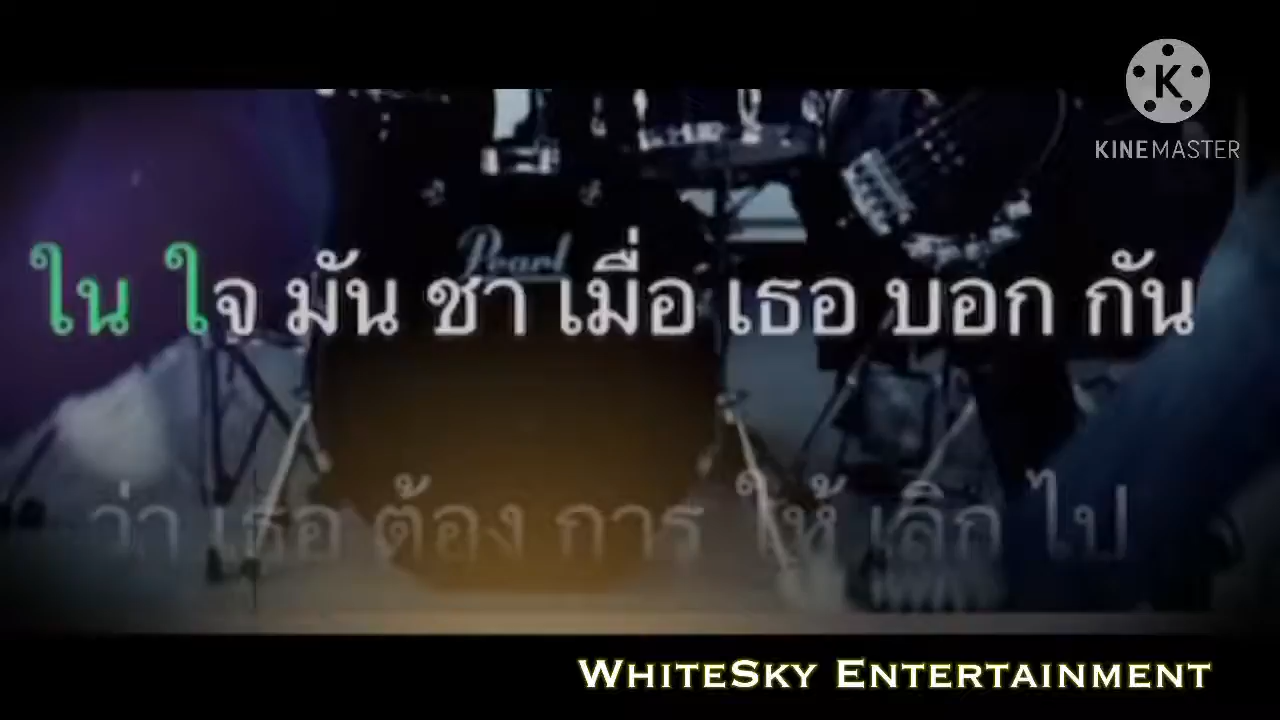 K
KINEMASTER
Pearl
ใน ใจ มัน ชา เมื่อ เธอ บอก กัน
ว่า เธอ ต้อง การ ให้ เลิก ไป
WHITESKY ENTERTAINMENT